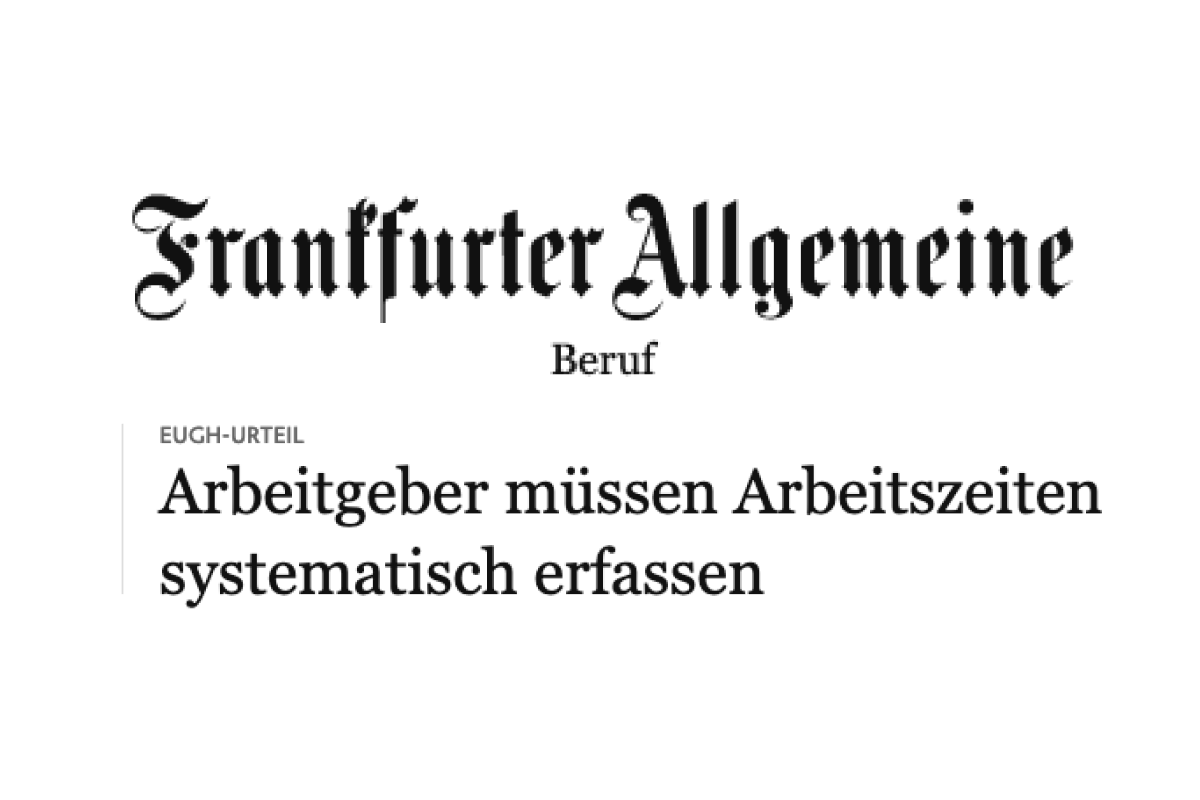 Frankfurter Allgemeine
Beruf
EUGH-URTEIL
Arbeitgeber müssen Arbeitszeiten
systematisch erfassen